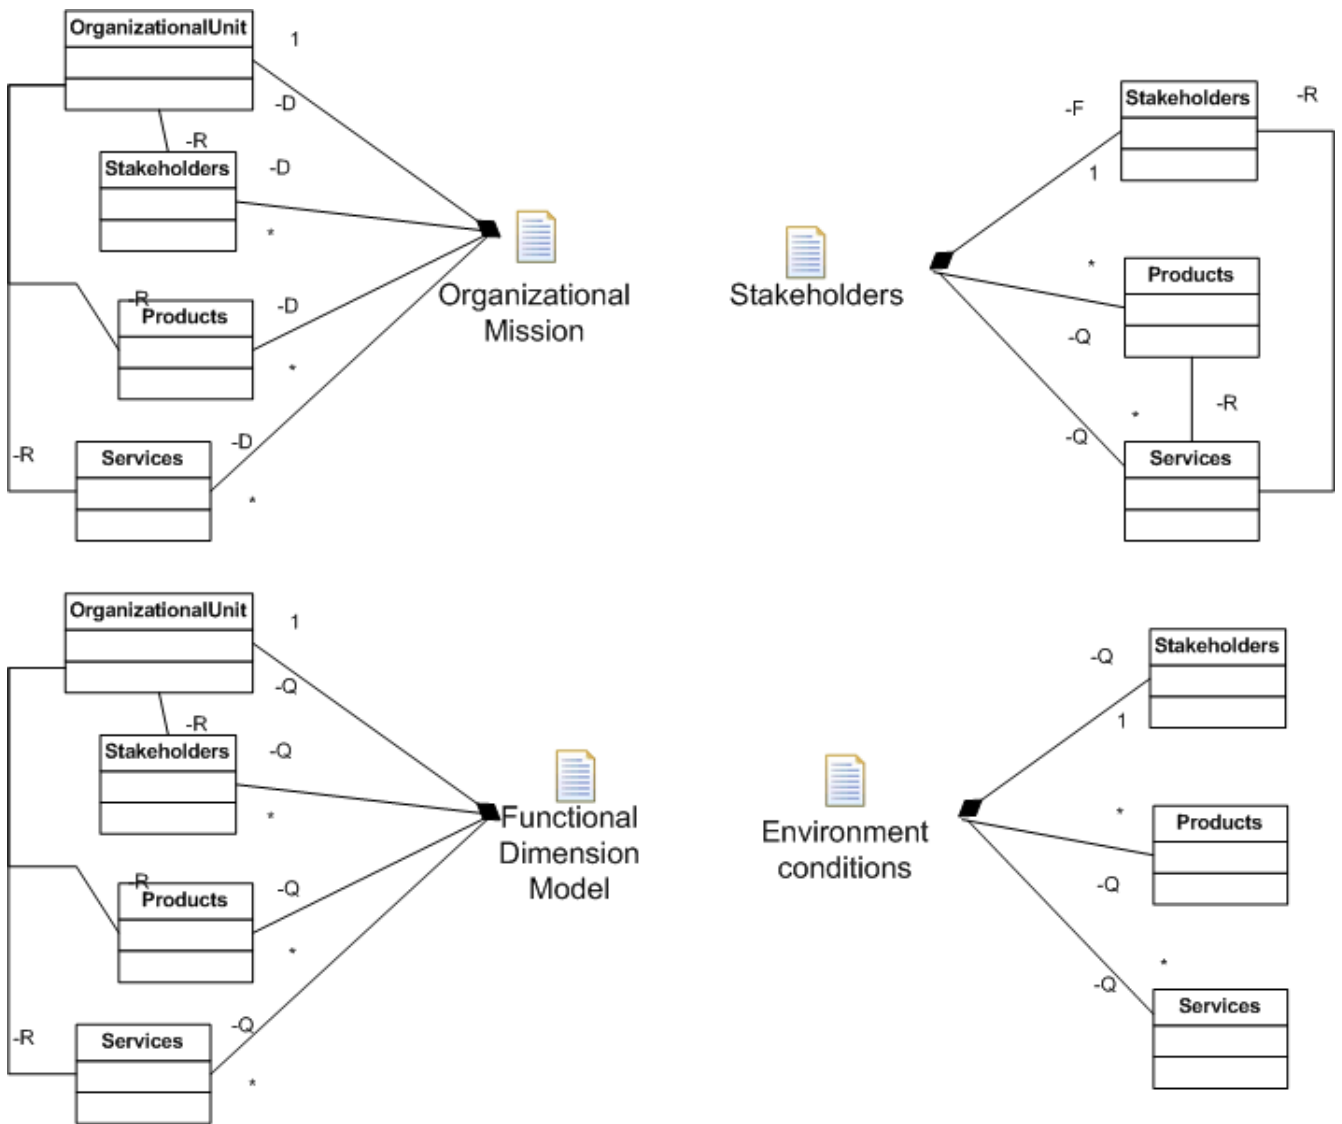 OrganizationalUnit
1
-D
-R
Stakeholders
-D
*
-R
Products
-D
*
-R
Services
-D
*
Organizational
Mission
Stakeholders
-F
1
Stakeholders
-R
*
Products
-Q
-R
*
-Q
Services
OrganizationalUnit
1
-Q
-R
Stakeholders
-Q
*
-R
Products
-Q
*
-R
Services
-Q
*
Functional
Dimension
Model
Environment
conditions
-Q
1
Stakeholders
*
Products
-Q
*
-Q
Services